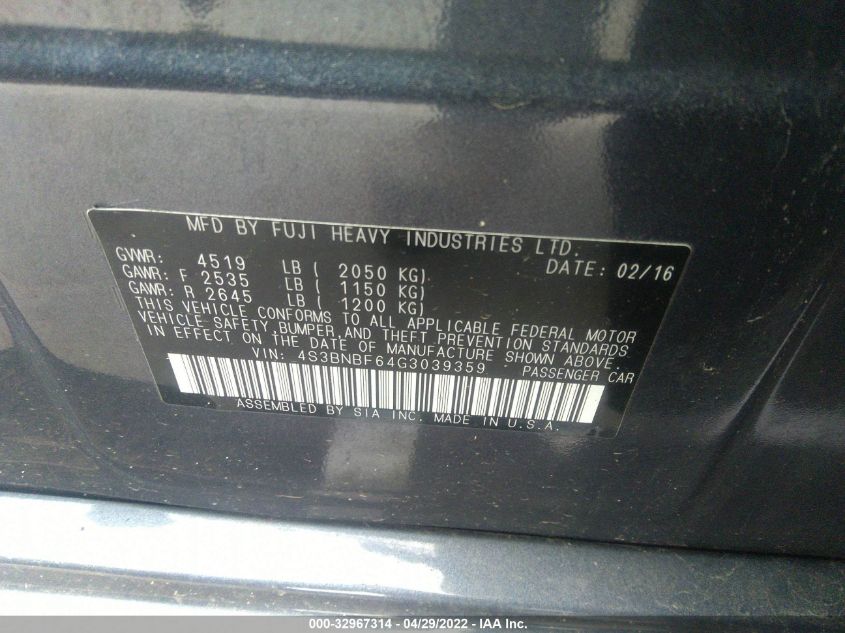 MFD BY FUJI HEAVY INDUSTRIES LTD.
GVWR: 4519 LB ( 2050 KG) DATE: 02/16
GAWR: F 2535 LB ( 1150 KG)
GAWR: R 2645 LB ( 1200 KG)
THIS VEHICLE CONFORMS TO ALL APPLICABLE FEDERAL MOTOR
VEHICLE SAFETY,BUMPER,AND THEFT PREVENTION STANDARDS
IN EFFECT ON THE DATE OF MANUFACTURE SHOWN ABOVE.
VIN: 4S3BNBF64G3039359 PASSENGER CAR
ASSEMBLED BY SIA INC. MADE IN U.S.A.
000-32967314 - 04/29/2022 - IAA Inc.